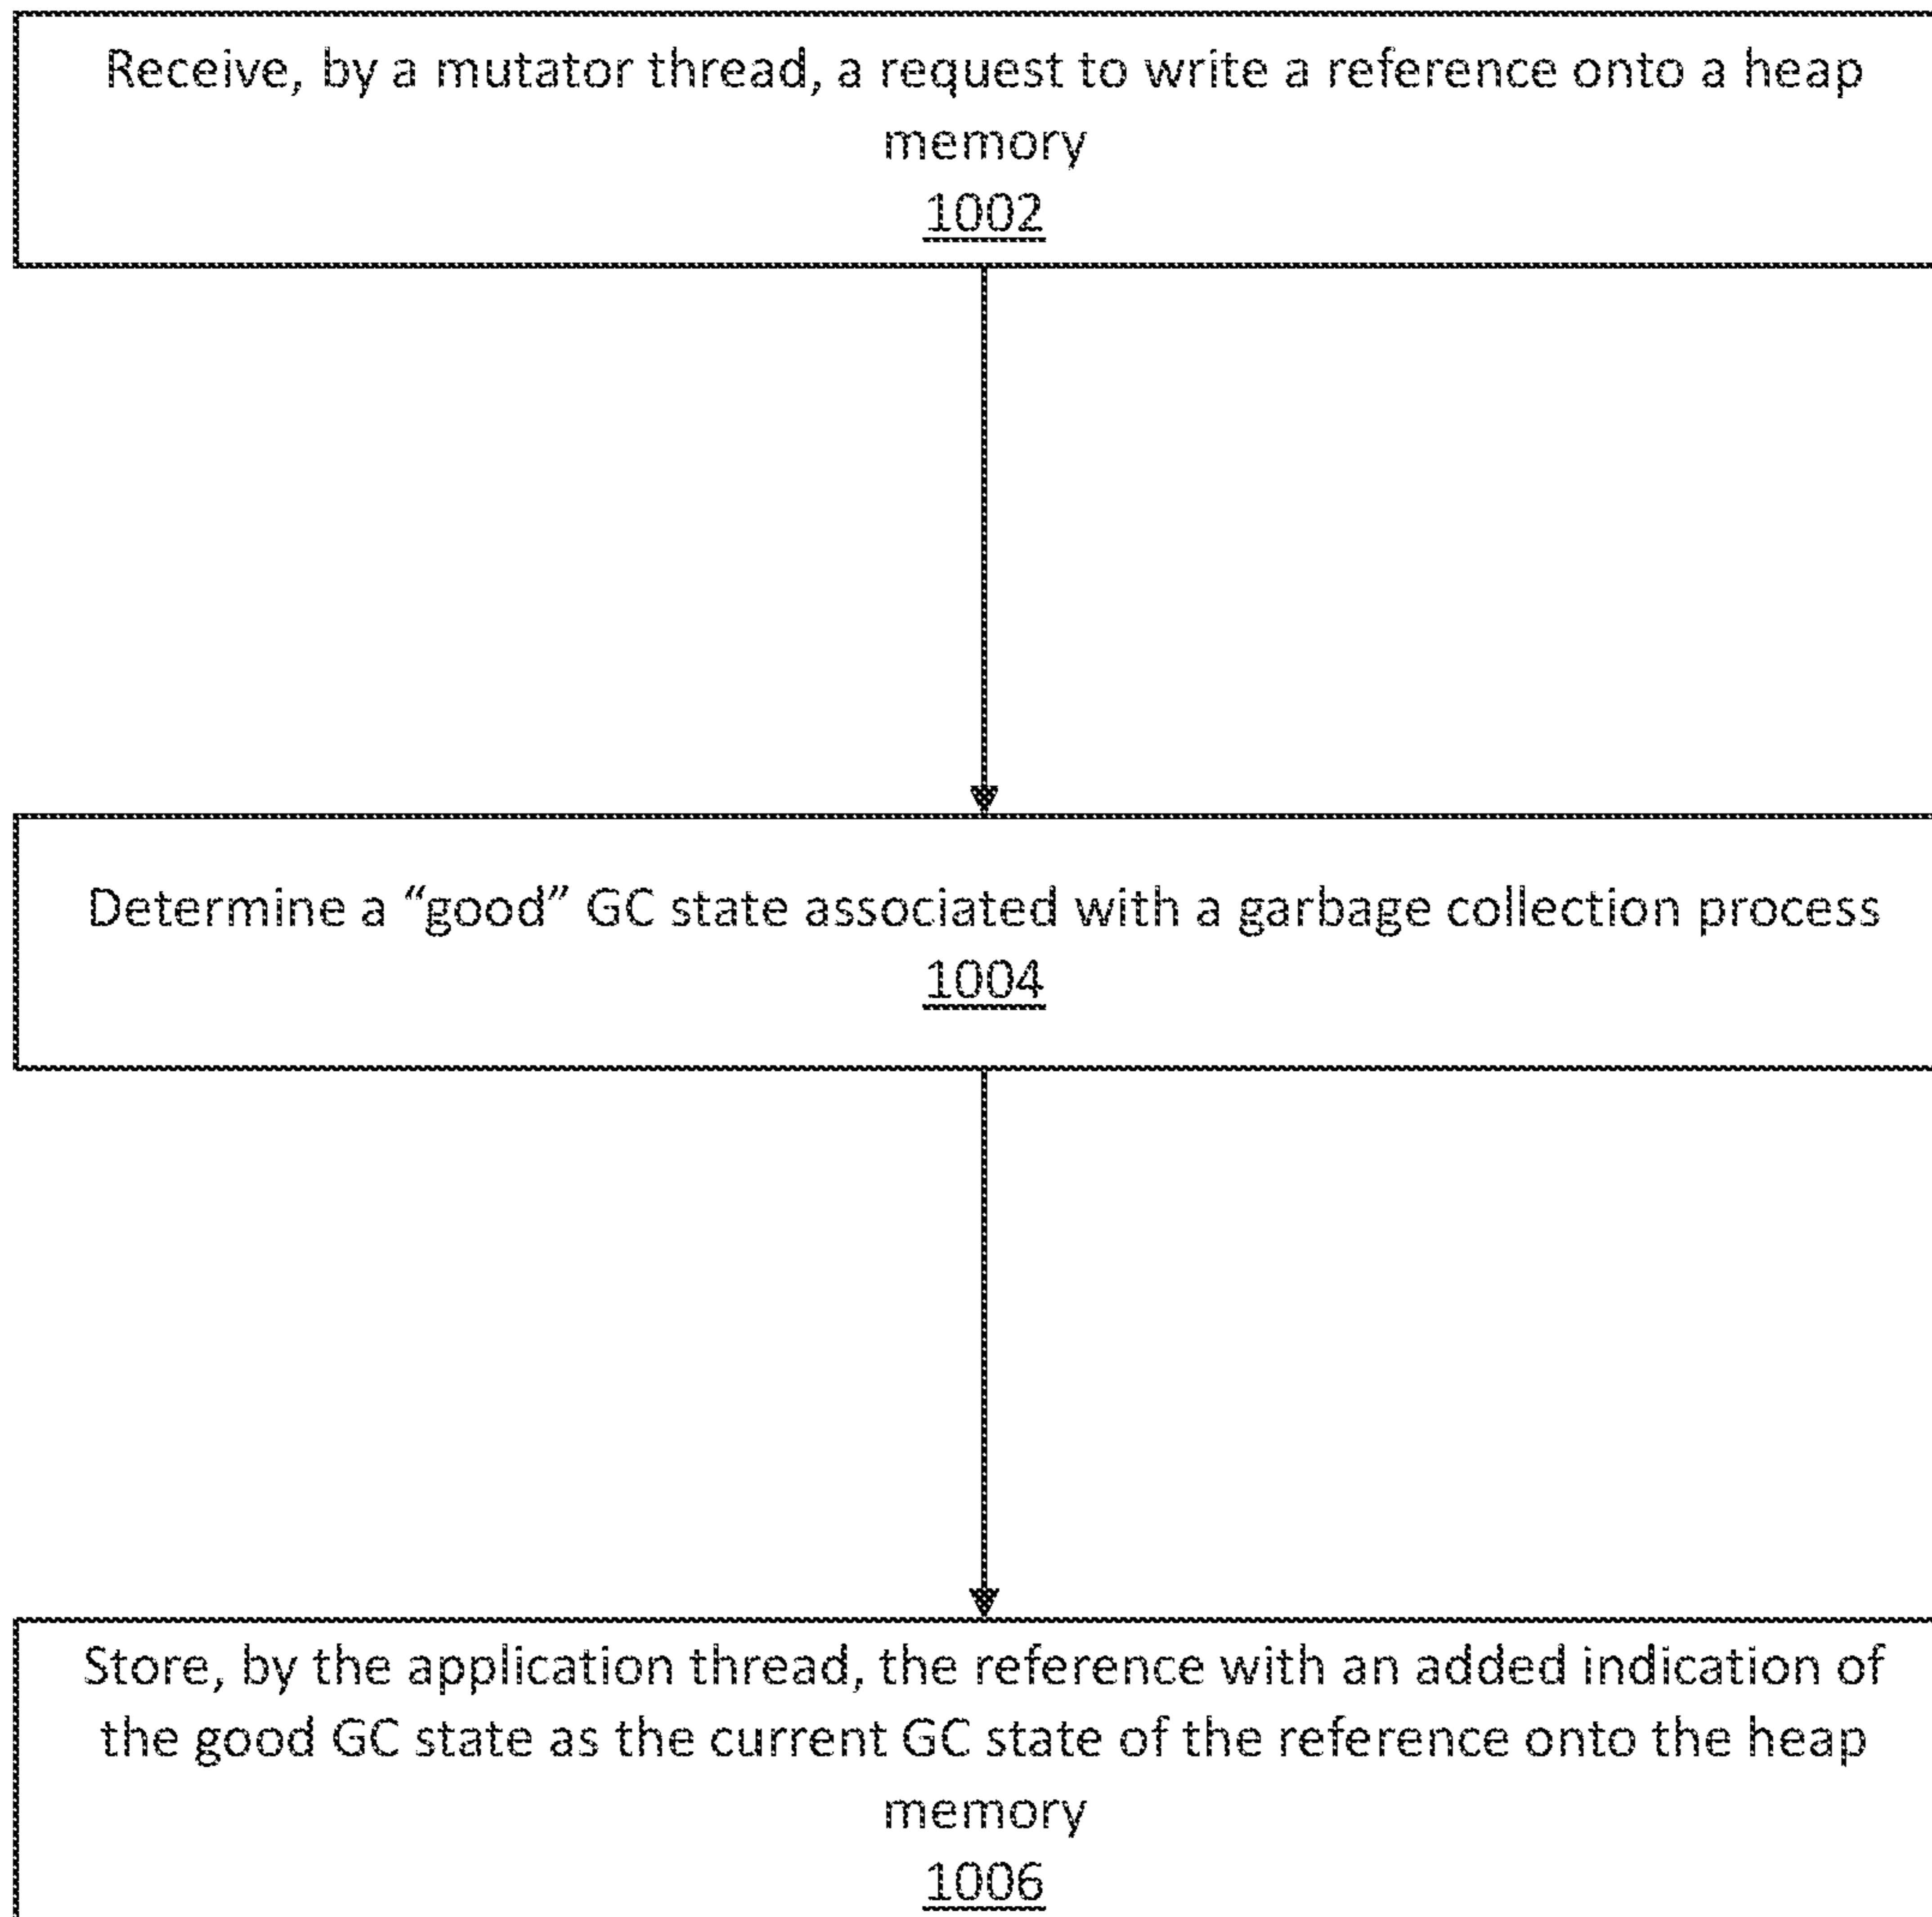 Receive, by a mutator thread, a request to write a reference onto a heap
memory
1002
Determine a “good” GC state associated with a garbage collection process
1004
Store, by the application thread, the reference with an added indication of
the good GC state as the current GC state of the reference onto the heap
memory
1006